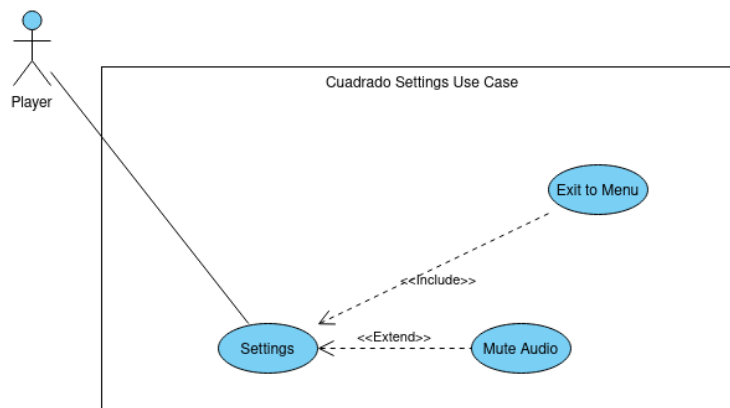 Cuadrado Settings Use Case
Player
Exit to Menu
<<Include>>
<<Extend>>
Settings
Mute Audio